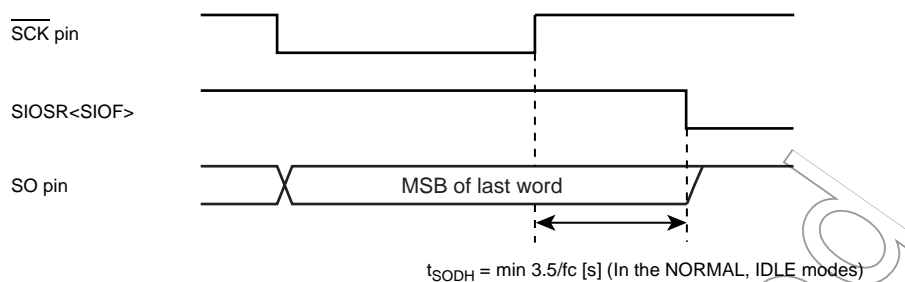 SCK pin
SIOSR<SIOF>
SO pin
MSB of last word
tSODH = min 3.5/fc [s] (In the NORMAL, IDLE modes)